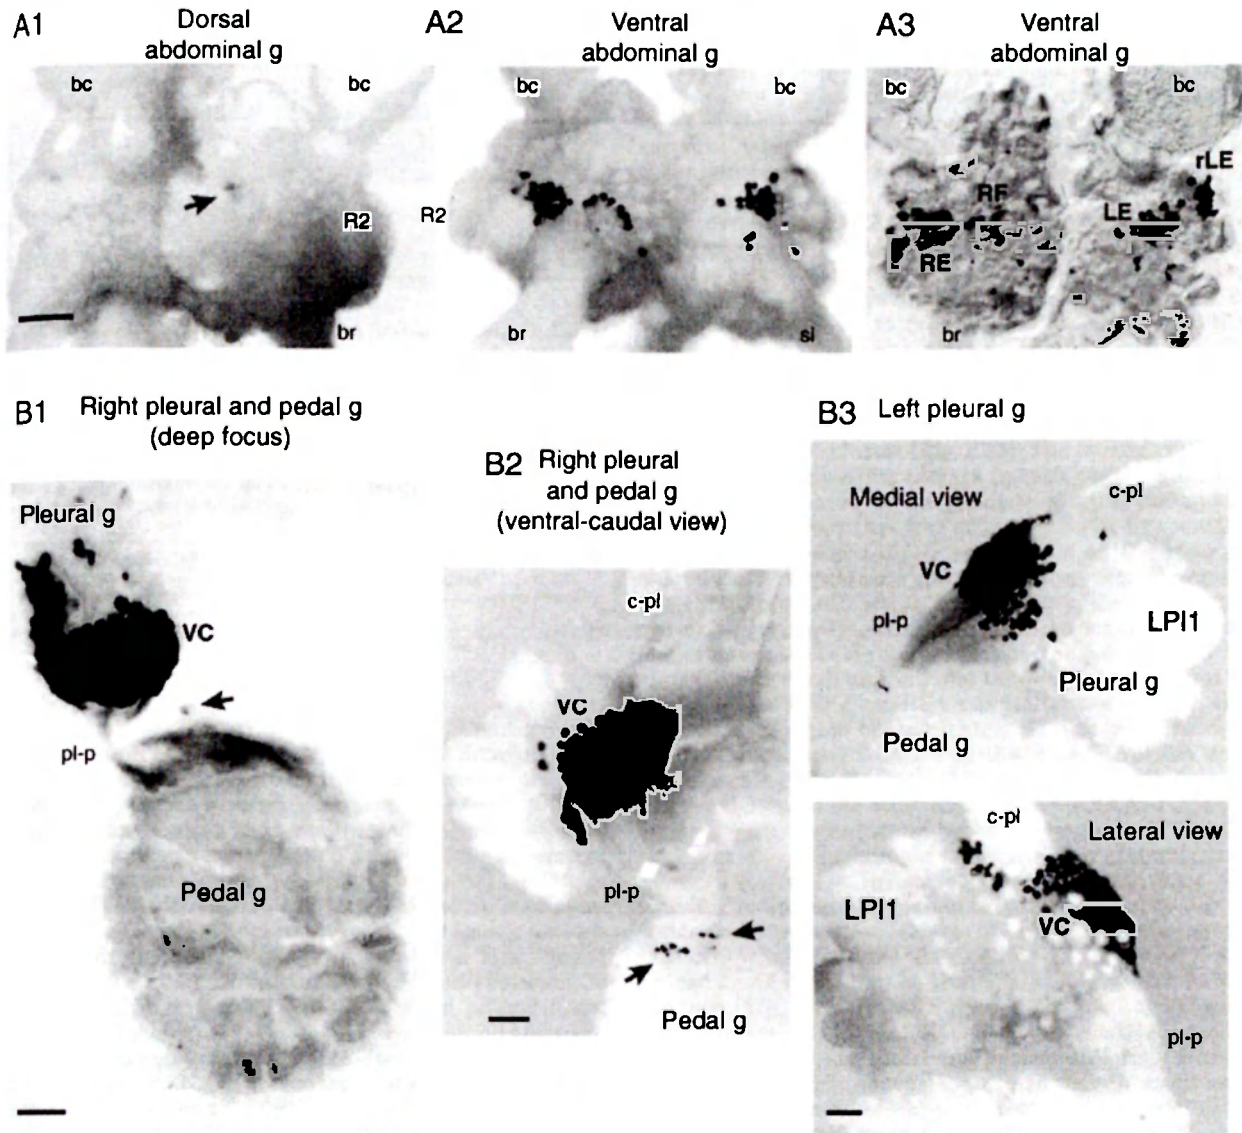 A1
Dorsal
abdominal g
bc
bc
R2
br
A2
Ventral
abdominal g
bc
bc
R2
br
si
A3
Ventral
abdominal g
bc
bc
rLE
RF
LE
RE
br
B1
Right pleural and pedal g
(deep focus)
Pleural g
VC
pl-p
Pedal g
B2
Right pleural
and pedal g
(ventral-caudal view)
c-pl
VC
pl-p
Pedal g
B3
Left pleural g
Medial view
c-pl
VC
pl-p
LPl1
Pleural g
Pedal g
c-pl
Lateral view
LPl1
VC
pl-p